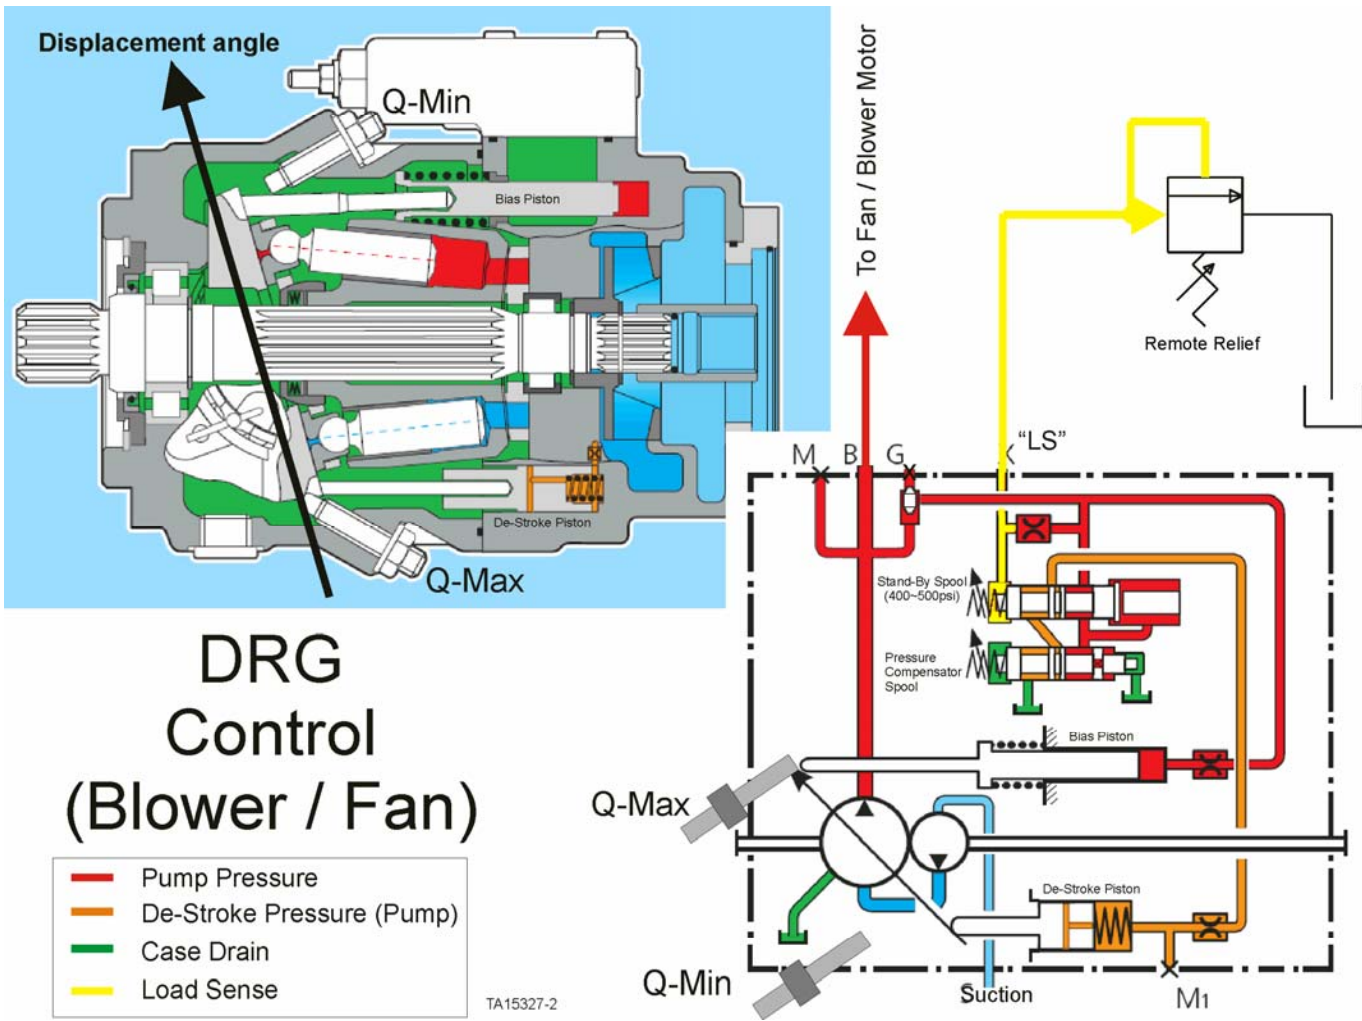 Displacement angle
Q-Min
Bias Piston
De-Stroke Piston
Q-Max
To Fan / Blower Motor
Remote Relief
M
B
G
X
"LS"
Stand-By Spool
(400~500psi)
Pressure
Compensator
Spool
Bias Piston
Q-Max
De-Stroke Piston
Q-Min
Suction
M1
DRG
Control
(Blower / Fan)
Pump Pressure
De-Stroke Pressure (Pump)
Case Drain
Load Sense
TA15327-2